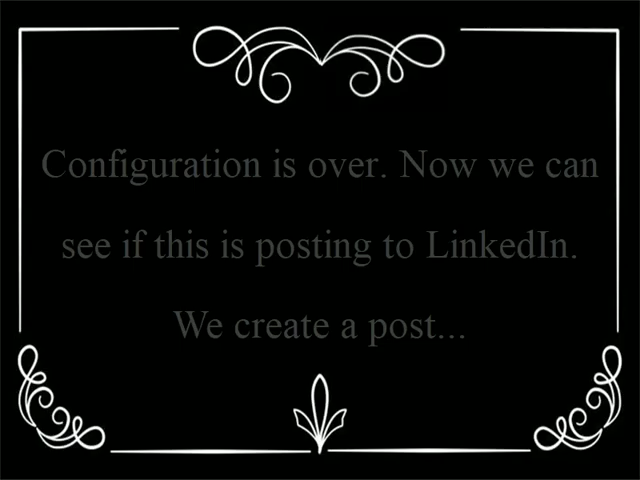 Configuration is over. Now we can
see if this is posting to LinkedIn.
We create a post...